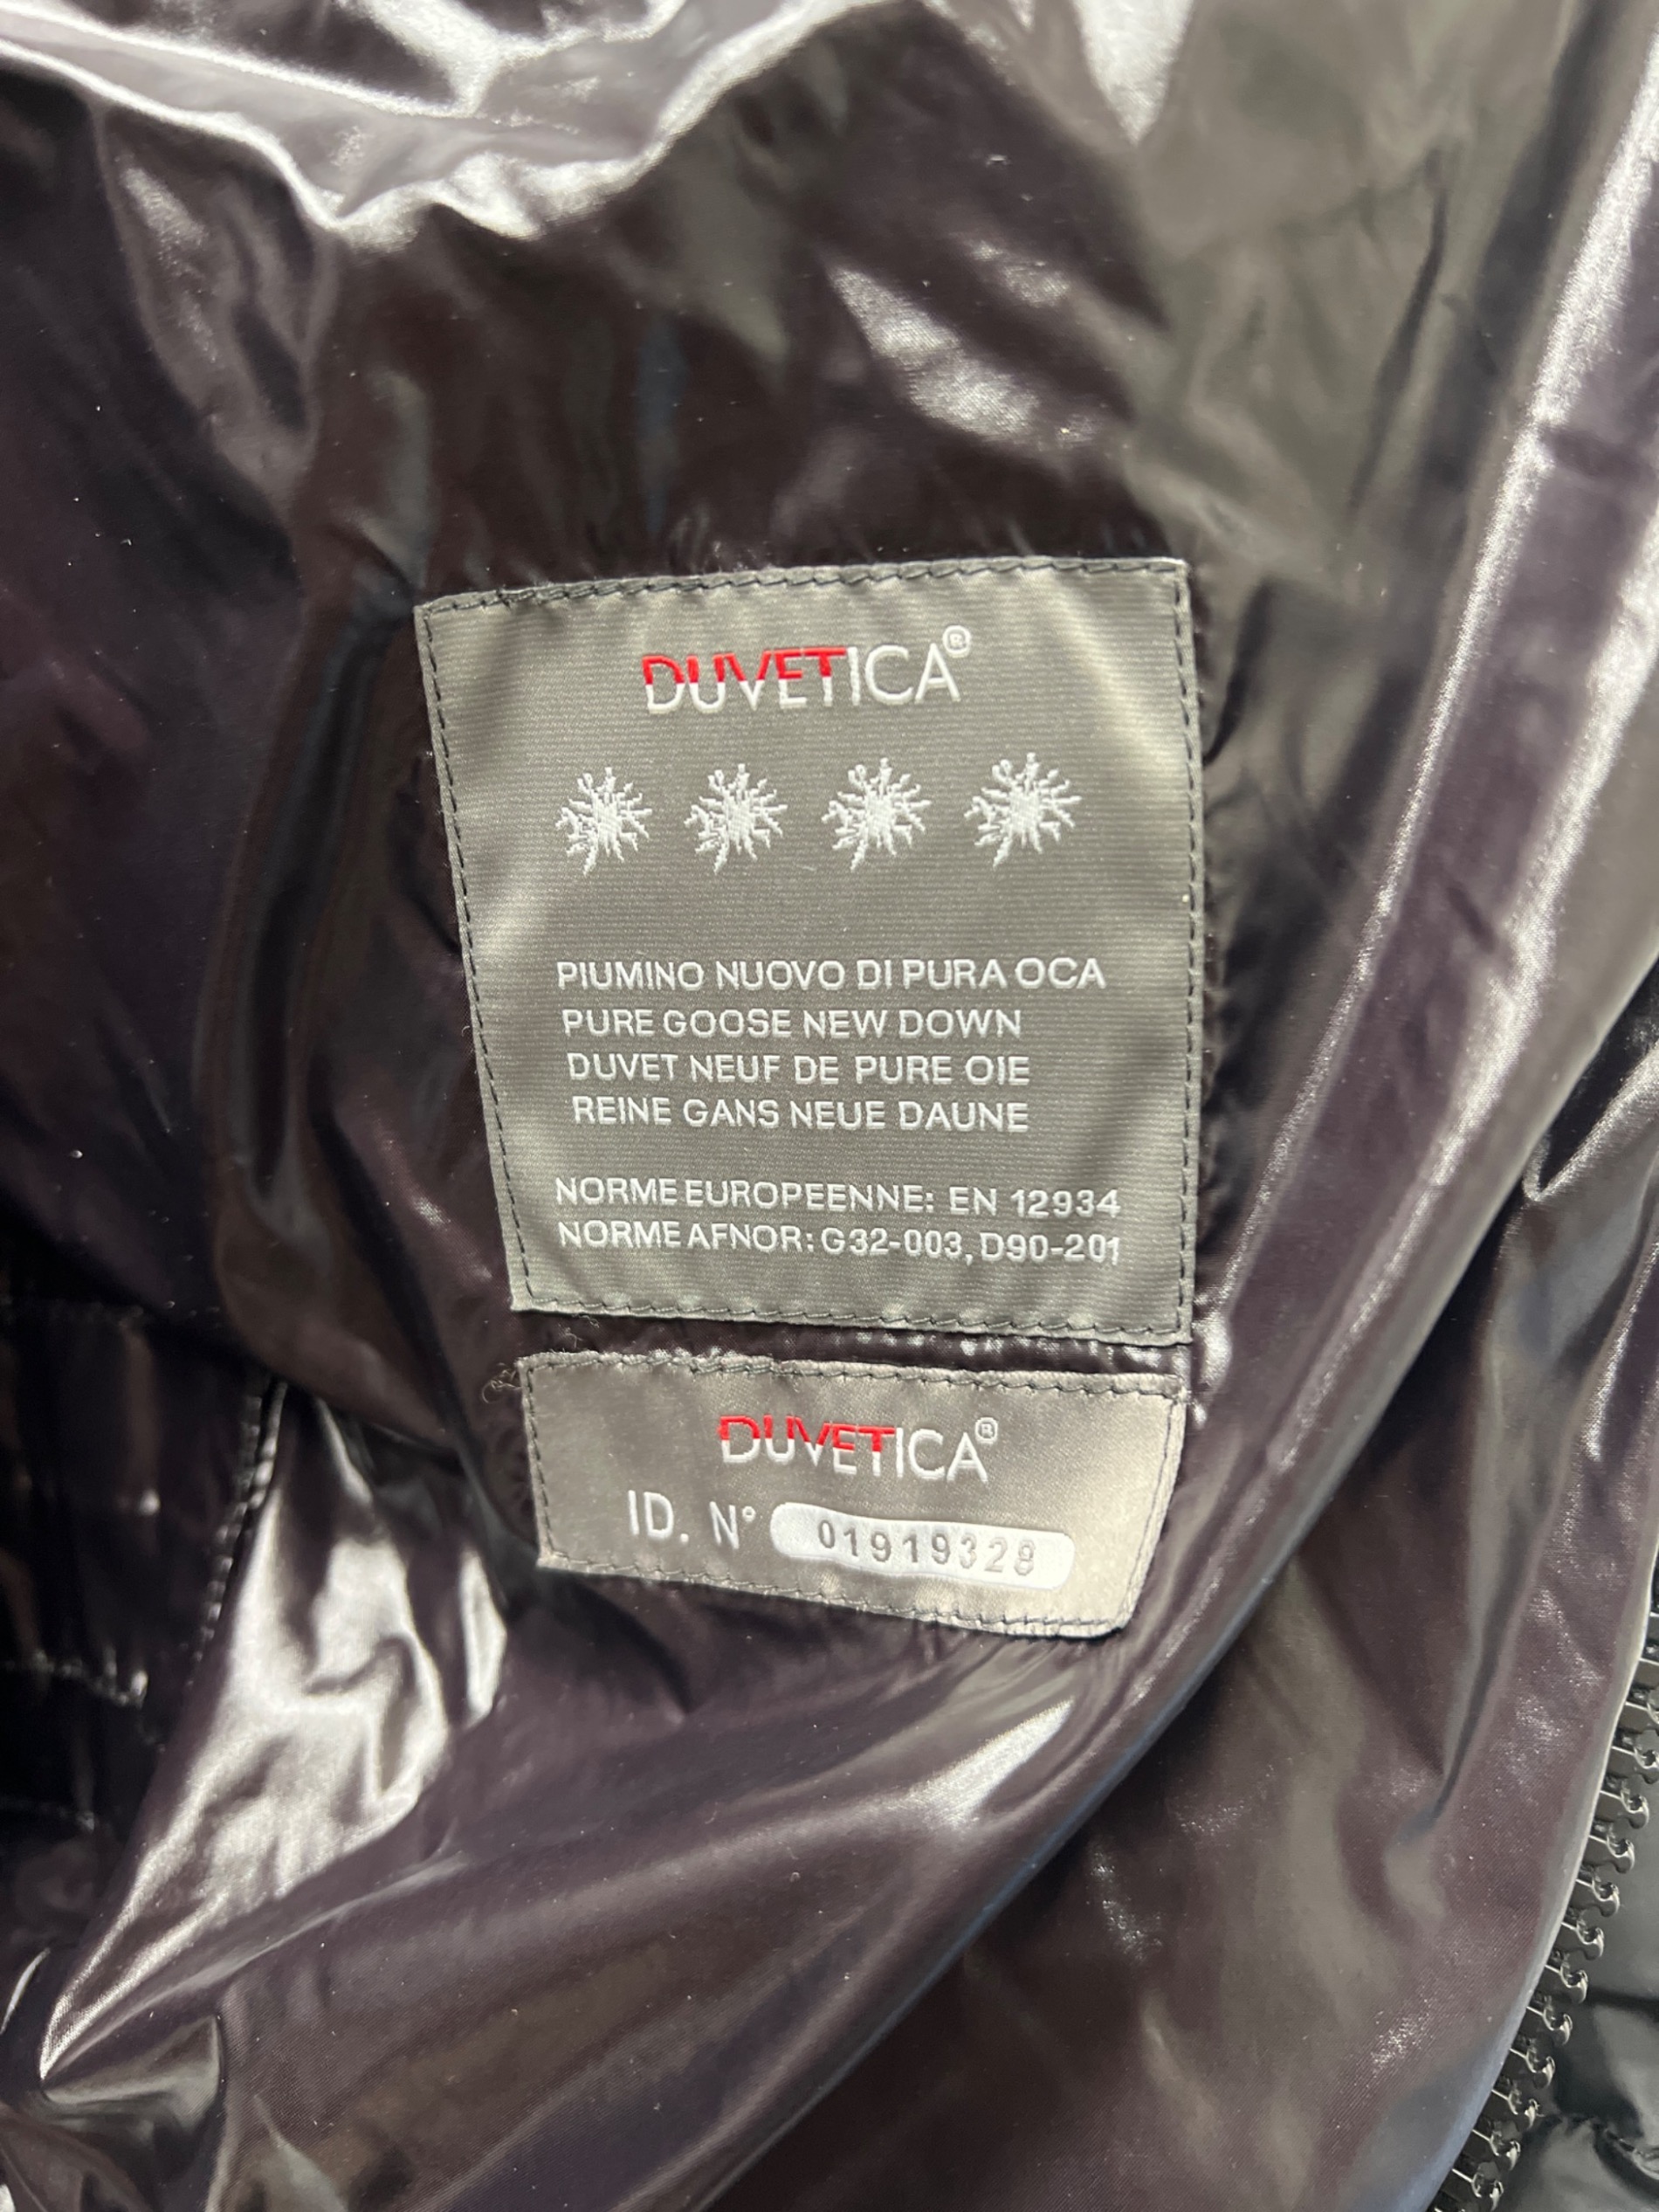 DUVETICA®
PIUMINO NUOVO DI PURA OCA
PURE GOOSE NEW DOWN
DUVET NEUF DE PURE OIE
REINE GANS NEUE DAUNE
NORME EUROPEENNE: EN 12934
NORME AFNOR: G32-003, D90-201
DUVETICA®
ID. N° 01919328